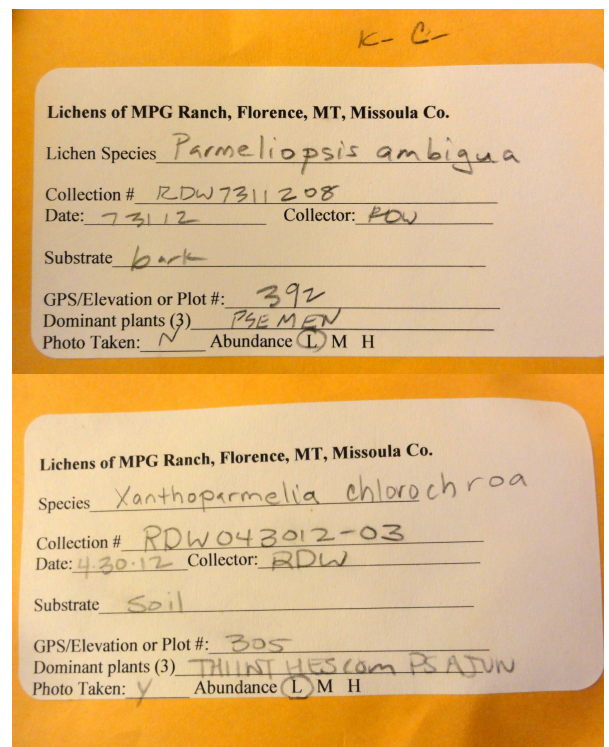 K- C-
Lichens of MPG Ranch, Florence, MT, Missoula Co.
Lichen Species Parmeliopsis ambigua
Collection # RDW7311208
Date: 73112 Collector: RDW
Substrate bark
GPS/Elevation or Plot #: 392
Dominant plants (3) PSEMEN
Photo Taken: N Abundance L M H
Lichens of MPG Ranch, Florence, MT, Missoula Co.
Species Xanthoparmelia chlorochroa
Collection # RDW043012-03
Date: 4.30.12 Collector: RDW
Substrate Soil
GPS/Elevation or Plot #: 305
Dominant plants (3) THIINT HEScom PSAJUN
Photo Taken: Y Abundance L M H